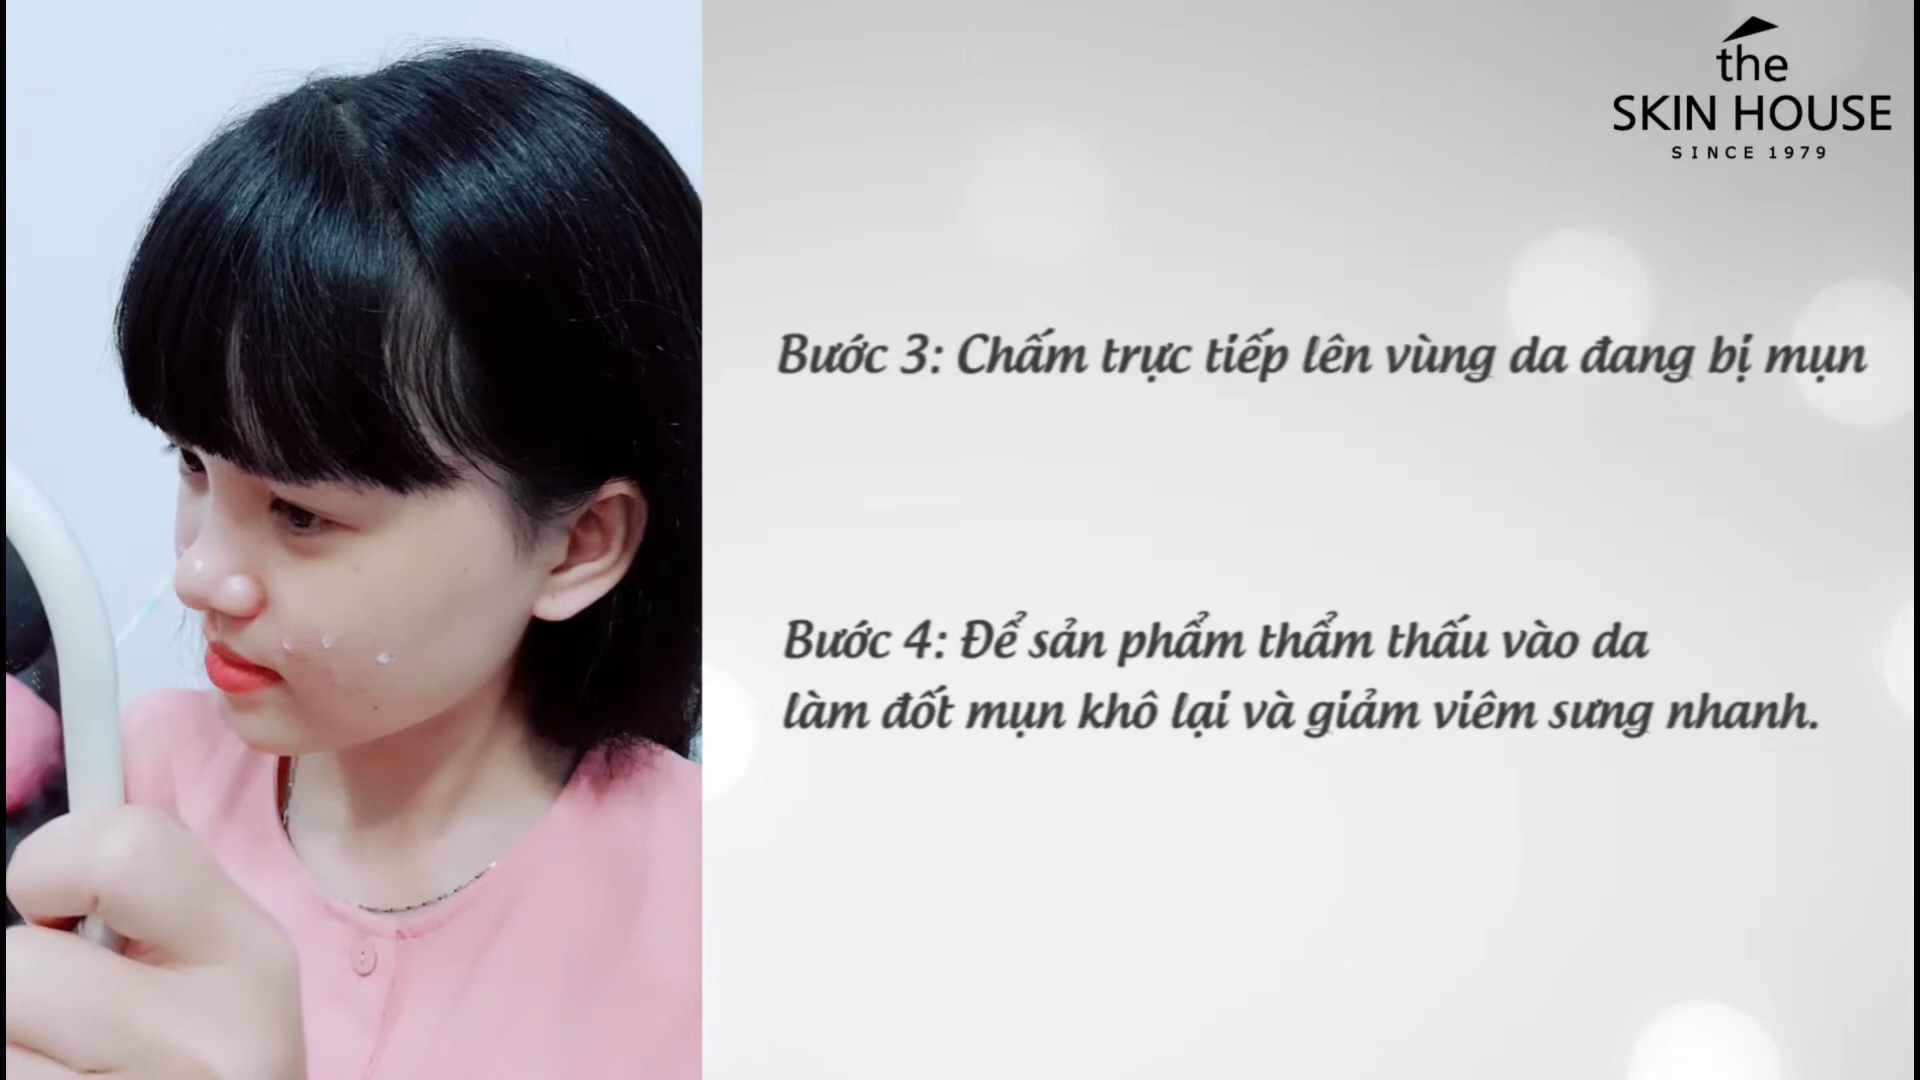 the
SKIN HOUSE
SINCE 1979
Bước 3: Chấm trực tiếp lên vùng da đang bị mụn
Bước 4: Để sản phẩm thẩm thấu vào da
làm đốt mụn khô lại và giảm viêm sưng nhanh.